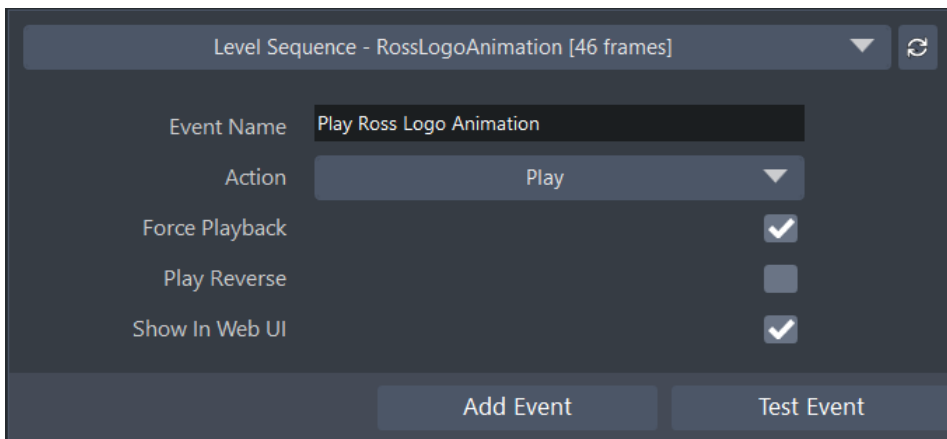 Level Sequence - RossLogoAnimation [46 frames]
Event Name Play Ross Logo Animation
Action Play
Force Playback
Play Reverse
Show In Web UI
Add Event Test Event